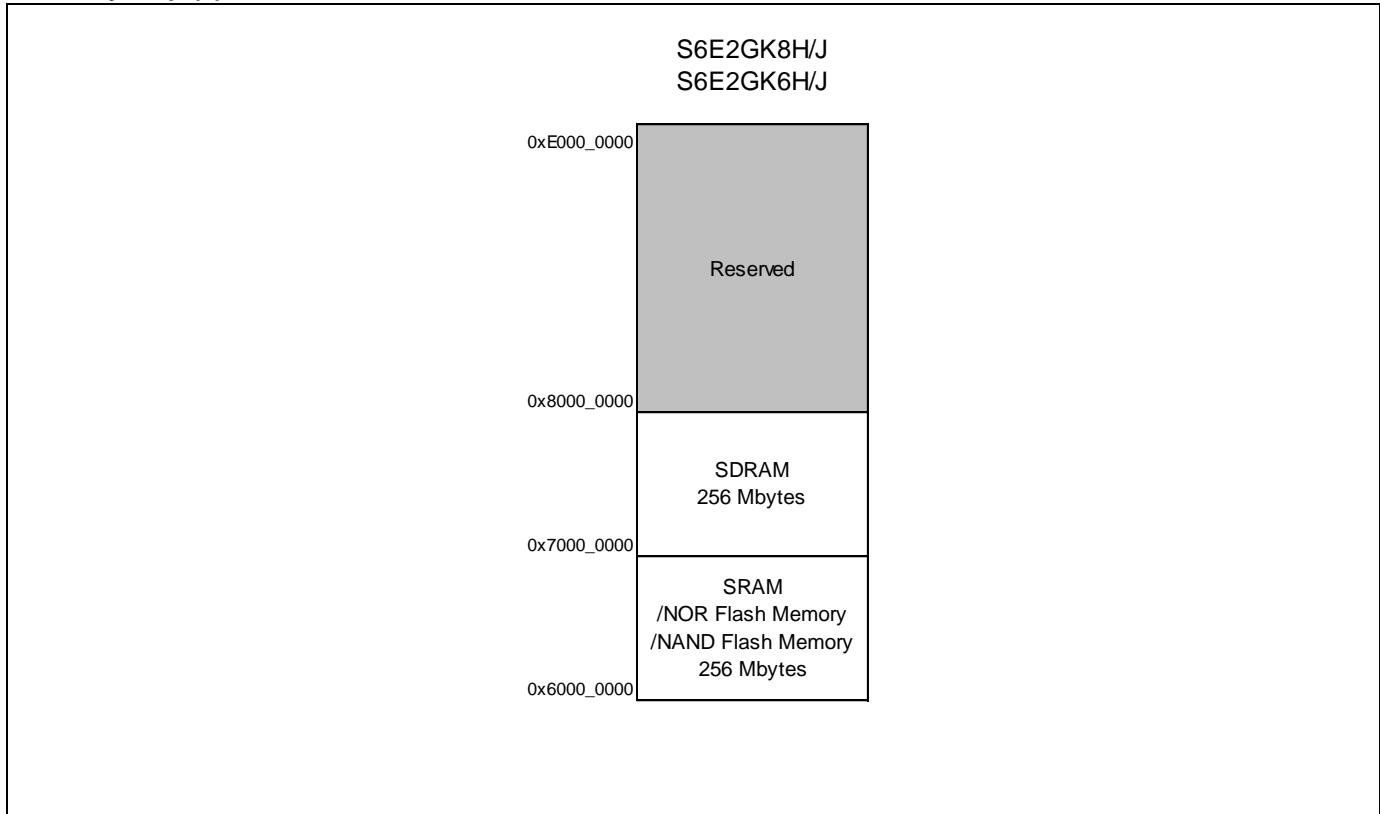 S6E2GK8H/J
S6E2GK6H/J
0xE000_0000
Reserved
0x8000_0000
SDRAM
256 Mbytes
0x7000_0000
SRAM
/NOR Flash Memory
/NAND Flash Memory
256 Mbytes
0x6000_0000